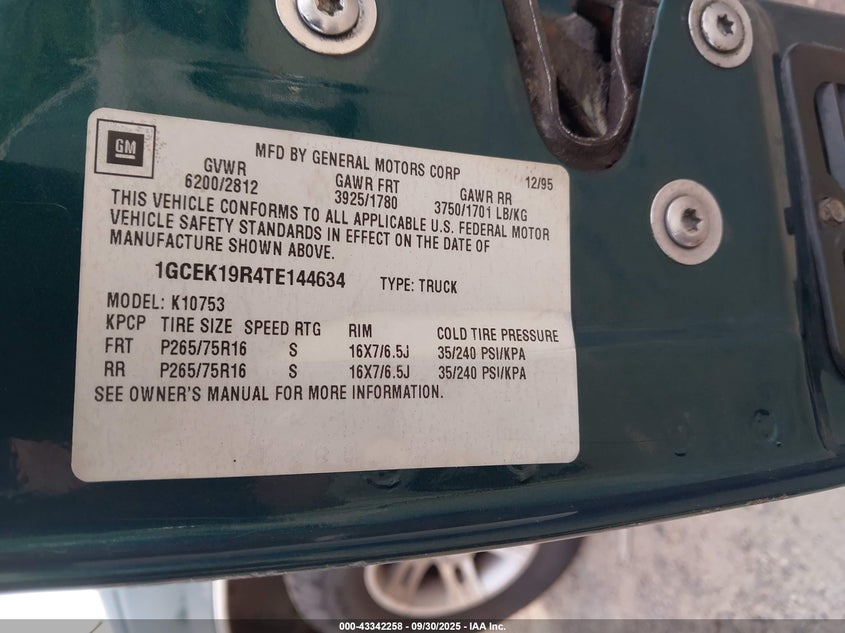 GM
MFD BY GENERAL MOTORS CORP 12/95
GVWR GAWR FRT GAWR RR
6200/2812 3925/1780 3750/1701 LB/KG
THIS VEHICLE CONFORMS TO ALL APPLICABLE U.S. FEDERAL MOTOR
VEHICLE SAFETY STANDARDS IN EFFECT ON THE DATE OF
MANUFACTURE SHOWN ABOVE.
1GCEK19R4TE144634 TYPE: TRUCK
MODEL: K10753
KPCP TIRE SIZE SPEED RTG RIM COLD TIRE PRESSURE
FRT P265/75R16 S 16X7/6.5J 35/240 PSI/KPA
RR P265/75R16 S 16X7/6.5J 35/240 PSI/KPA
SEE OWNER'S MANUAL FOR MORE INFORMATION.
000-43342258 - 09/30/2025 - IAA Inc.